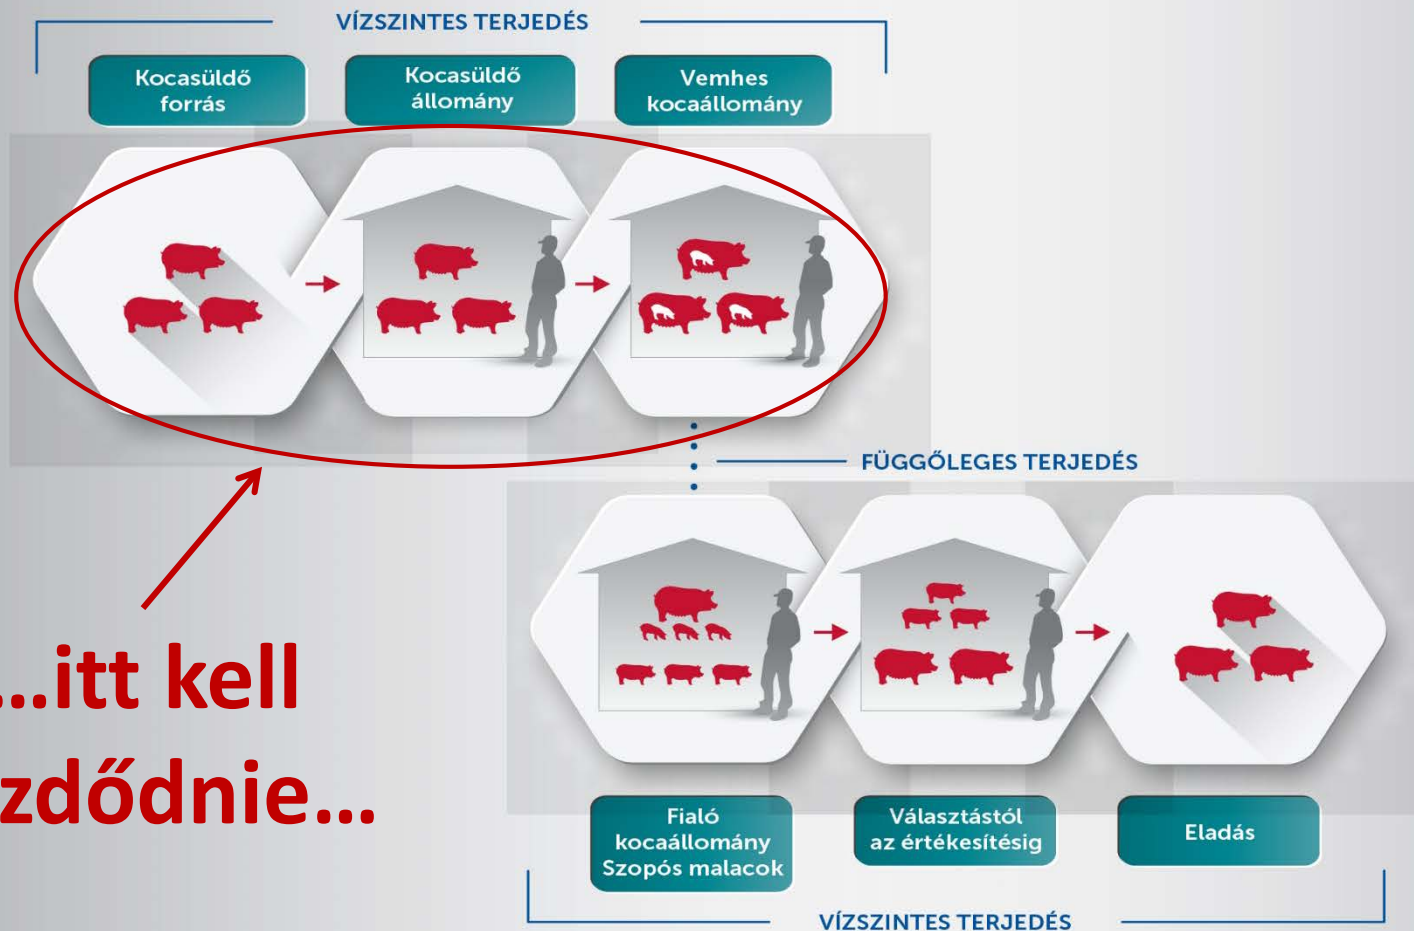 VÍZSZINTES TERJEDÉS
Kocasüldő
forrás
Kocasüldő
állomány
Vemhes
kocaállomány
FÜGGŐLEGES TERJEDÉS
...itt kell
zdődnie...
Fialó
kocaállomány
Szopós malacok
Választástól
az értékesítésig
Eladás
VÍZSZINTES TERJEDÉS